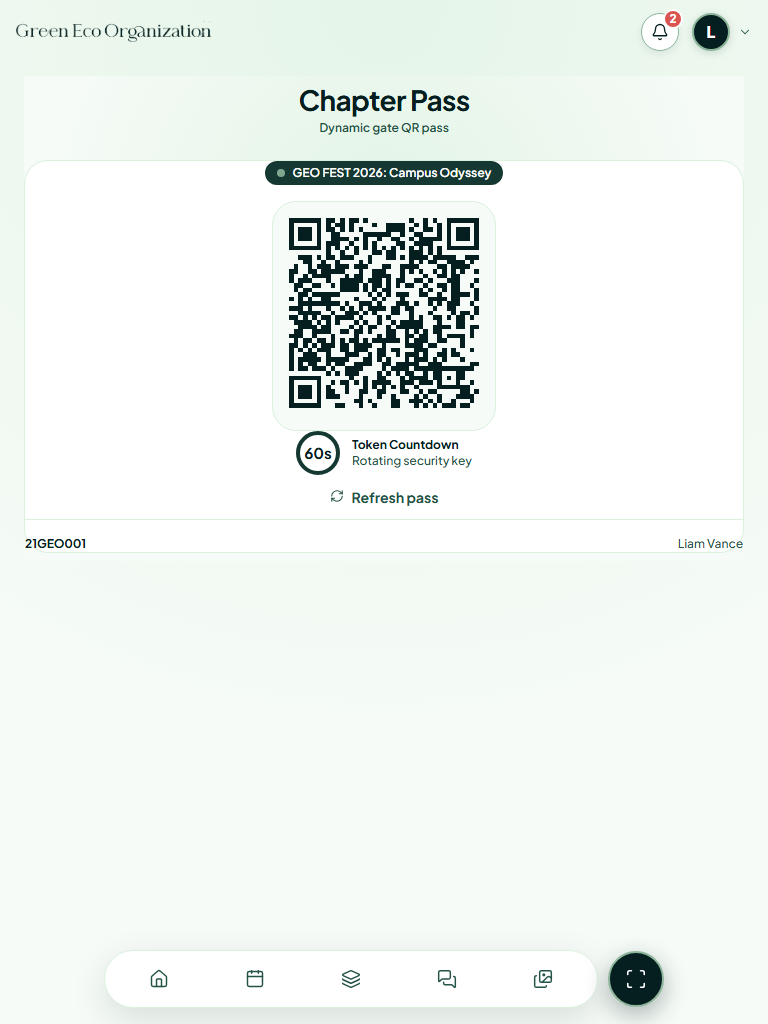 Green Eco Organization
2
L
Chapter Pass
Dynamic gate QR pass
GEO FEST 2026: Campus Odyssey
60s
Token Countdown
Rotating security key
Refresh pass
21GEO001
Liam Vance